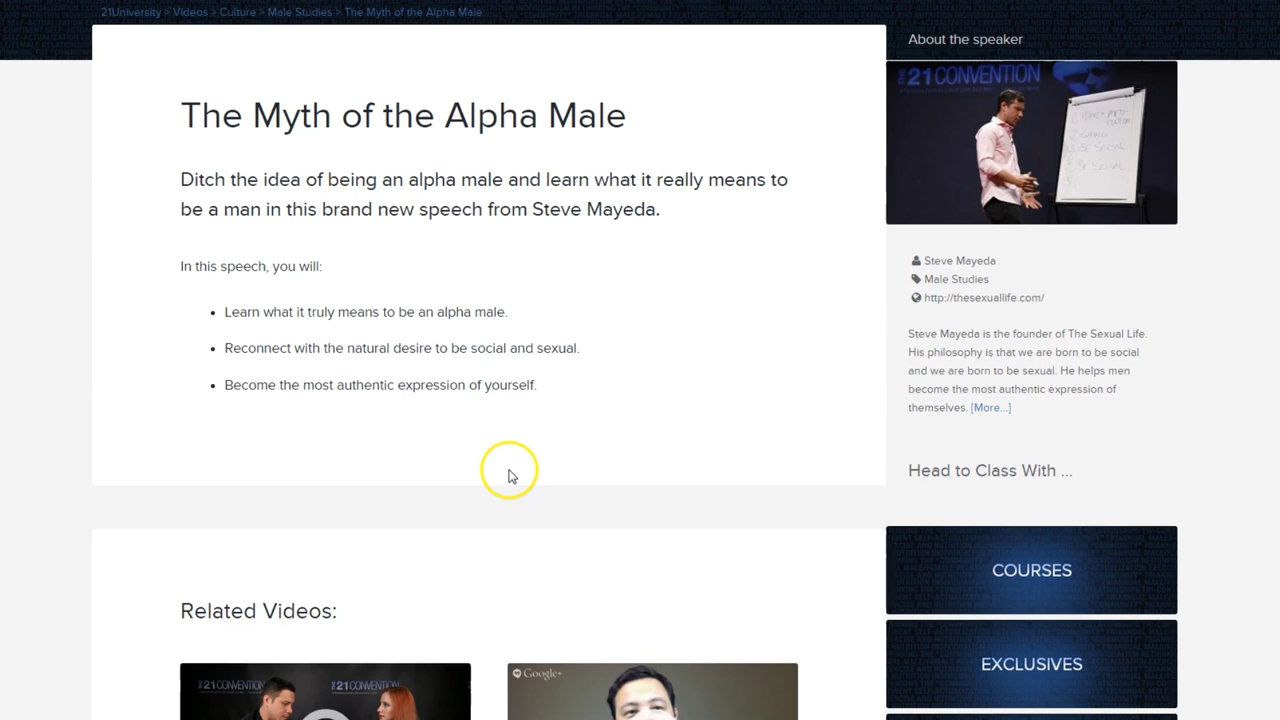 21University > Videos > Culture > Male Studies > The Myth of the Alpha Male
The Myth of the Alpha Male
Ditch the idea of being an alpha male and learn what it really means to
be a man in this brand new speech from Steve Mayeda.
In this speech, you will:
• Learn what it truly means to be an alpha male.
• Reconnect with the natural desire to be social and sexual.
• Become the most authentic expression of yourself.
Related Videos:
21CONVENTION
21CONVENTION
Google+
About the speaker
THE 21CONVENTION
Steve Mayeda
Male Studies
http://thesexuallife.com/
Steve Mayeda is the founder of The Sexual Life.
His philosophy is that we are born to be social
and we are born to be sexual. He helps men
become the most authentic expression of
themselves. [More...]
Head to Class With ...
COURSES
EXCLUSIVES